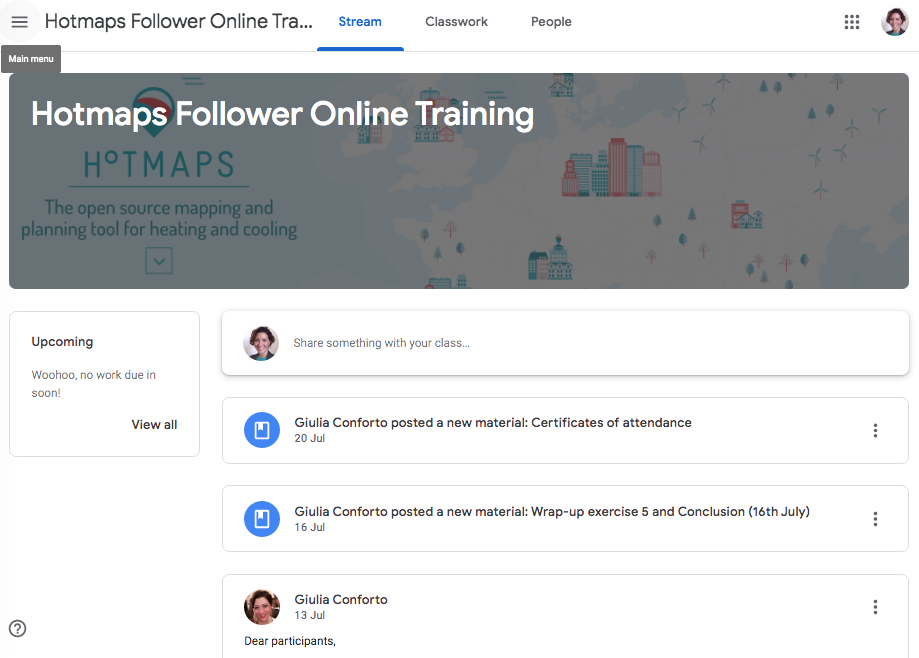 Hotmaps Follower Online Tra...
Stream
Classwork
People
Main menu
Hotmaps Follower Online Training
HOTMAPS
The open source mapping and
planning tool for heating and cooling
Upcoming
Woohoo, no work due in
soon!
View all
Share something with your class...
Giulia Conforto posted a new material: Certificates of attendance
20 Jul
Giulia Conforto posted a new material: Wrap-up exercise 5 and Conclusion (16th July)
16 Jul
Giulia Conforto
13 Jul
Dear participants,